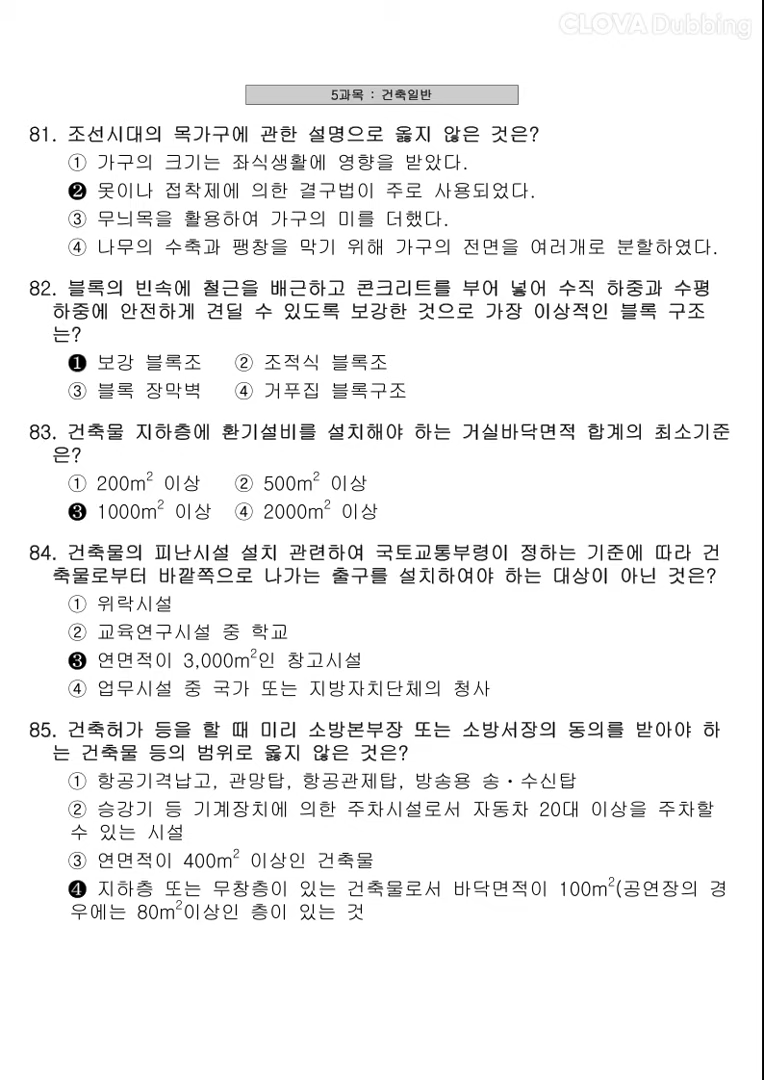 CLOVA Dubbing
5과목 : 건축일반
81. 조선시대의 목가구에 관한 설명으로 옳지 않은 것은?
① 가구의 크기는 좌식생활에 영향을 받았다.
❷ 못이나 접착제에 의한 결구법이 주로 사용되었다.
③ 무늬목을 활용하여 가구의 미를 더했다.
④ 나무의 수축과 팽창을 막기 위해 가구의 전면을 여러개로 분할하였다.
82. 블록의 빈속에 철근을 배근하고 콘크리트를 부어 넣어 수직 하중과 수평
하중에 안전하게 견딜 수 있도록 보강한 것으로 가장 이상적인 블록 구조
는?
❶ 보강 블록조 ② 조적식 블록조
③ 블록 장막벽 ④ 거푸집 블록구조
83. 건축물 지하층에 환기설비를 설치해야 하는 거실바닥면적 합계의 최소기준
은?
① 200m² 이상 ② 500m² 이상
❸ 1000m² 이상 ④ 2000m² 이상
84. 건축물의 피난시설 설치 관련하여 국토교통부령이 정하는 기준에 따라 건
축물로부터 바깥쪽으로 나가는 출구를 설치하여야 하는 대상이 아닌 것은?
① 위락시설
② 교육연구시설 중 학교
❸ 연면적이 3,000m²인 창고시설
④ 업무시설 중 국가 또는 지방자치단체의 청사
85. 건축허가 등을 할 때 미리 소방본부장 또는 소방서장의 동의를 받아야 하
는 건축물 등의 범위로 옳지 않은 것은?
① 항공기격납고, 관망탑, 항공관제탑, 방송용 송・수신탑
② 승강기 등 기계장치에 의한 주차시설로서 자동차 20대 이상을 주차할
수 있는 시설
③ 연면적이 400m² 이상인 건축물
❹ 지하층 또는 무창층이 있는 건축물로서 바닥면적이 100m²(공연장의 경
우에는 80m²이상인 층이 있는 것